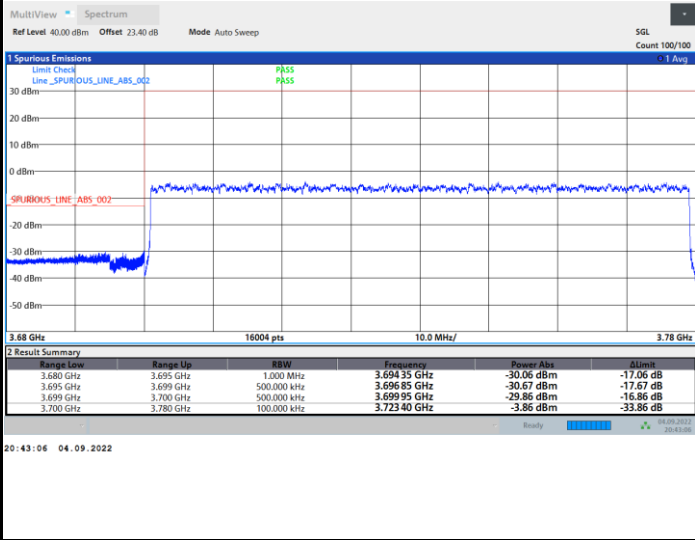 MultiView Spectrum
Ref Level 40.00 dBm Offset 23.40 dB Mode Auto Sweep SGL
Count 100/100
1 Spurious Emissions 1 Avg
Limit Check PASS
Line _SPURIOUS_LINE_ABS_002 PASS
30 dBm
20 dBm
10 dBm
0 dBm
_SPURIOUS_LINE_ABS_002
-20 dBm
-30 dBm
-40 dBm
-50 dBm
3.68 GHz 16004 pts 10.0 MHz/ 3.78 GHz
2 Result Summary
Range Low Range Up RBW Frequency Power Abs ΔLimit
3.680 GHz 3.695 GHz 1.000 MHz 3.694 35 GHz -30.06 dBm -17.06 dB
3.695 GHz 3.699 GHz 500.000 kHz 3.696 85 GHz -30.67 dBm -17.67 dB
3.699 GHz 3.700 GHz 500.000 kHz 3.699 95 GHz -29.86 dBm -16.86 dB
3.700 GHz 3.780 GHz 100.000 kHz 3.723 40 GHz -3.86 dBm -33.86 dB
Ready 04.09.2022
20:43:06
20:43:06 04.09.2022